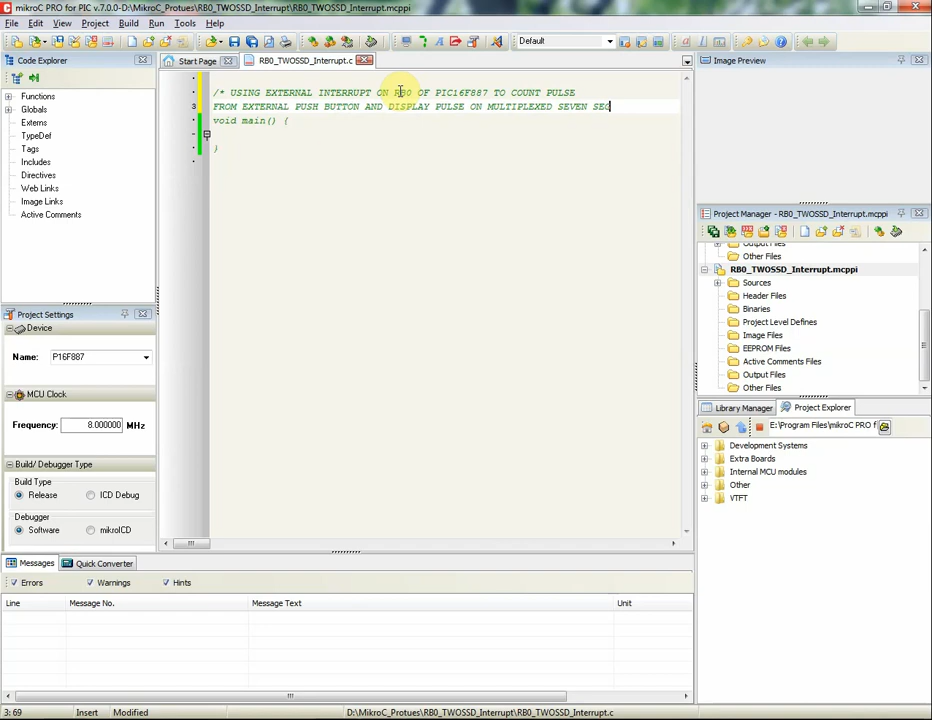 mikroC PRO for PIC v.7.0.0-D:\MikroC_Protues\RB0_TWOSSD_Interrupt\RB0_TWOSSD_Interrupt.mcppi
File Edit View Project Build Run Tools Help
Default
Code Explorer
Functions
Globals
Externs
TypeDef
Tags
Includes
Directives
Web Links
Image Links
Active Comments
Project Settings
Device
Name: P16F887
MCU Clock
Frequency: 8.000000 MHz
Build/ Debugger Type
Build Type
Release ICD Debug
Debugger
Software mikroICD
Start Page RB0_TWOSSD_Interrupt.c
/* USING EXTERNAL INTERRUPT ON RB0 OF PIC16F887 TO COUNT PULSE
3 FROM EXTERNAL PUSH BUTTON AND DISPLAY PULSE ON MULTIPLEXED SEVEN SEG
void main() {
}
Image Preview
Project Manager - RB0_TWOSSD_Interrupt.mcppi
Output Files
Other Files
RB0_TWOSSD_Interrupt.mcppi
Sources
Header Files
Binaries
Project Level Defines
Image Files
EEPROM Files
Active Comments Files
Output Files
Other Files
Library Manager Project Explorer
E:\Program Files\mikroC PRO f
Development Systems
Extra Boards
Internal MCU modules
Other
VTFT
Messages Quick Converter
Errors Warnings Hints
Line Message No. Message Text Unit
3: 69 Insert Modified D:\MikroC_Protues\RB0_TWOSSD_Interrupt\RB0_TWOSSD_Interrupt.c